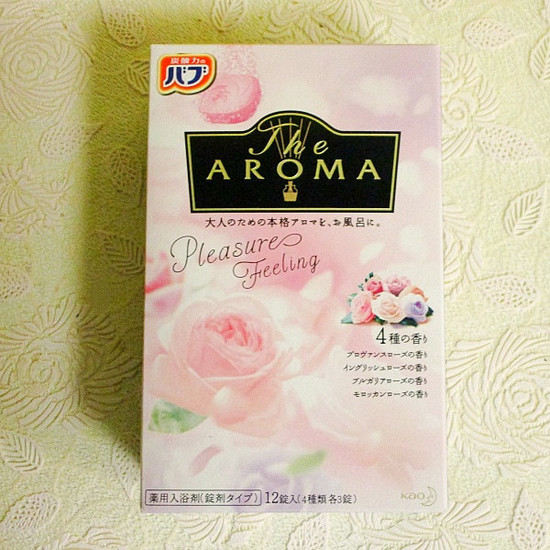 炭酸力の
バブ
The
AROMA
大人のための本格アロマを、お風呂に。
Pleasure
Feeling
4種の香り
プロヴァンスローズの香り
イングリッシュローズの香り
ブルガリアローズの香り
モロッカンローズの香り
薬用入浴剤(錠剤タイプ) 12錠入(4種類 各3錠)
Kao